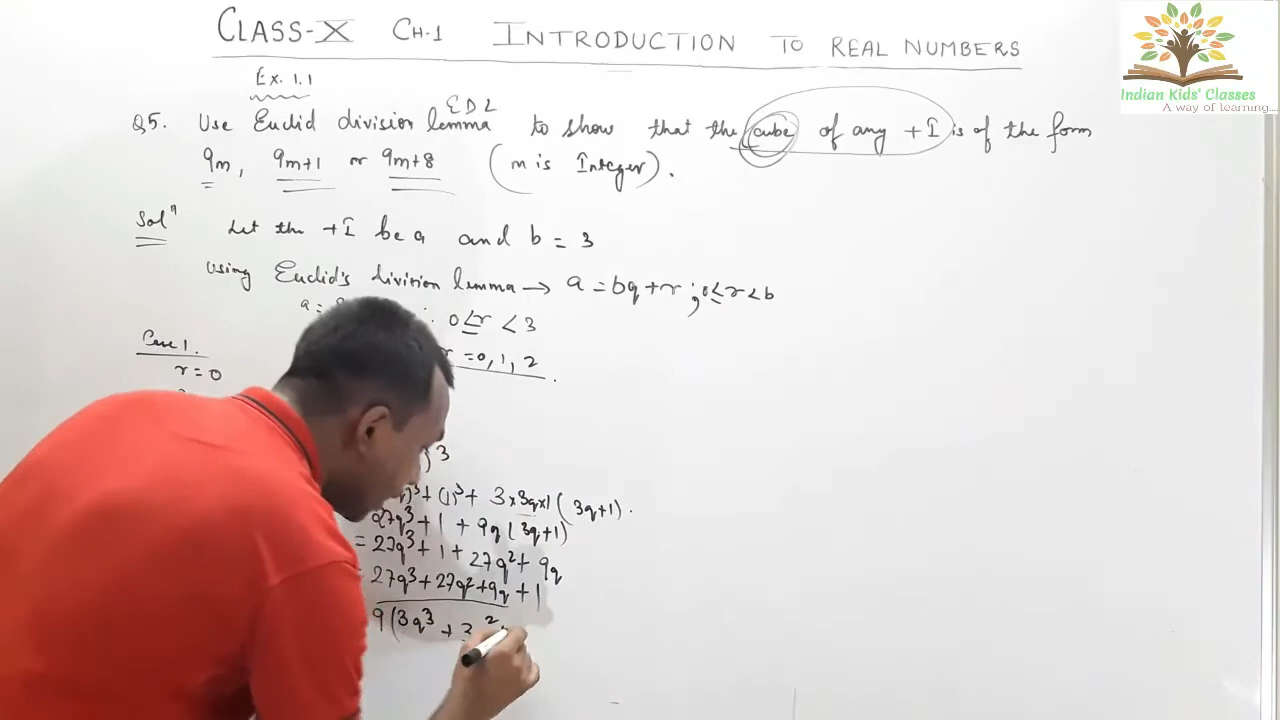 CLASS-X CH-1 INTRODUCTION TO REAL NUMBERS
Indian Kids' Classes
A way of learning...
Ex. 1.1
EDL
Q5. Use Euclid division lemma to show that the cube of any +I is of the form
9m, 9m+1 or 9m+8 (m is Integer).
Solⁿ Let the +I be a and b = 3
Using Euclid's division lemma → a = bq + r ; 0 ≤ r < b
a = 0 ≤ r < 3
Case 1. r = 0, 1, 2.
r = 0
)³
)³ + (1)³ + 3×3q×1 ( 3q+1).
27q³ + 1 + 9q (3q+1)
= 27q³ + 1 + 27q² + 9q
= 27q³ + 27q² + 9q + 1
9(3q³ + 3 ²